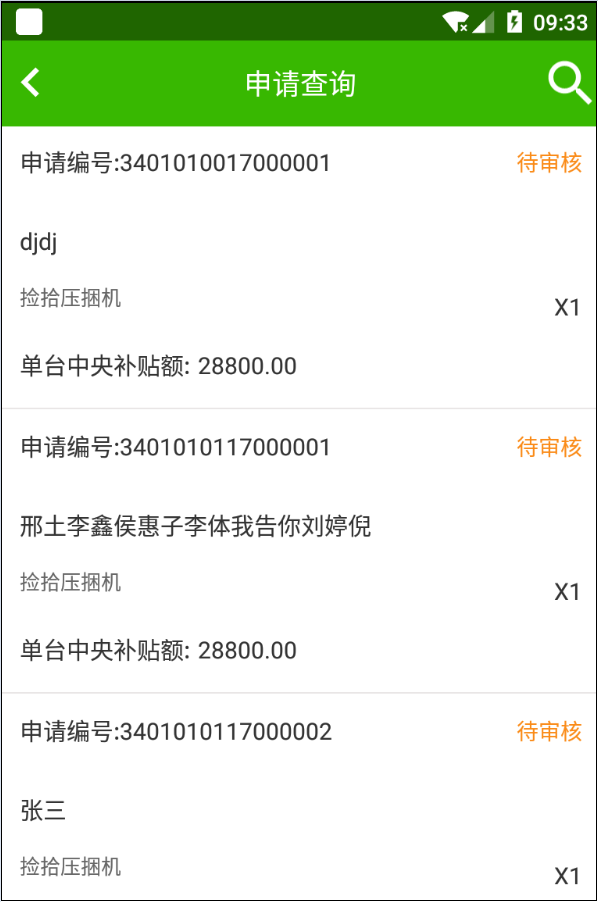 09:33
申请查询
申请编号:3401010017000001 待审核
djdj
捡拾压捆机
X1
单台中央补贴额: 28800.00
申请编号:3401010117000001 待审核
邢土李鑫侯惠子李体我告你刘婷倪
捡拾压捆机
X1
单台中央补贴额: 28800.00
申请编号:3401010117000002 待审核
张三
捡拾压捆机
X1